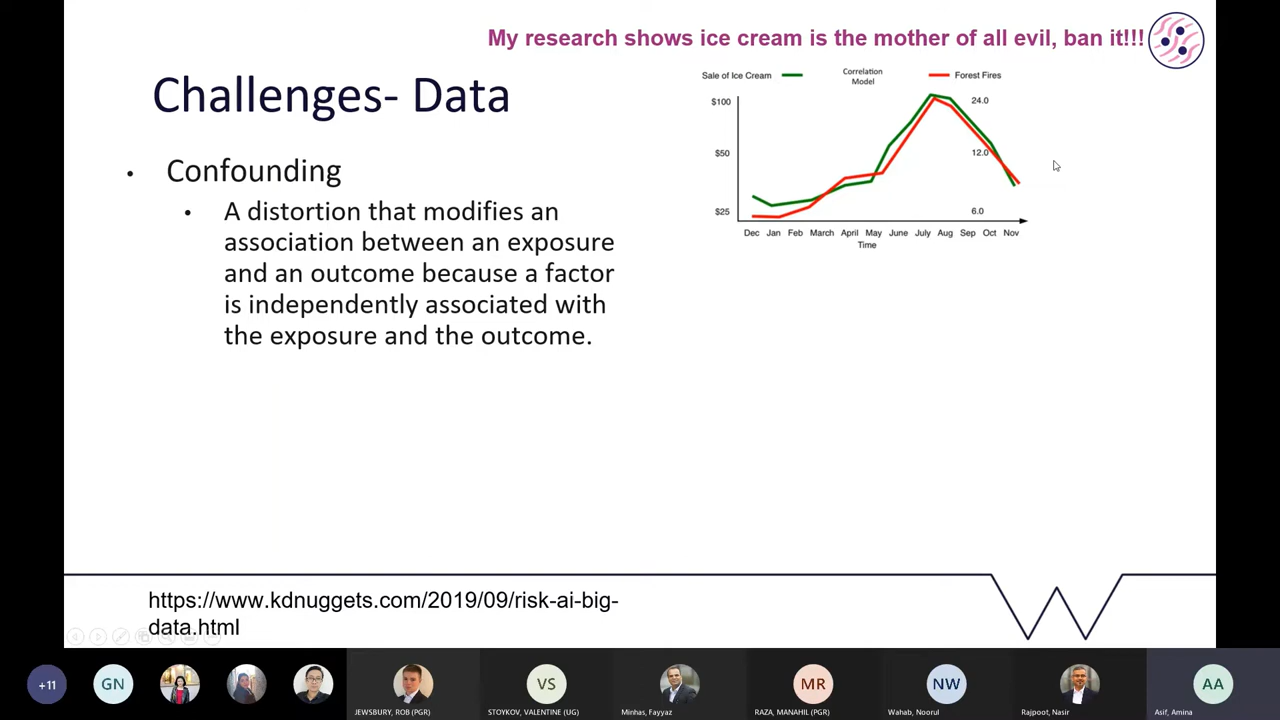 My research shows ice cream is the mother of all evil, ban it!!!
Challenges- Data
• Confounding
• A distortion that modifies an
association between an exposure
and an outcome because a factor
is independently associated with
the exposure and the outcome.
Sale of Ice Cream
Correlation
Model
Forest Fires
$100
24.0
$50
12.0
$25
6.0
Dec Jan Feb March April May June July Aug Sep Oct Nov
Time
https://www.kdnuggets.com/2019/09/risk-ai-big-
data.html
+11
GN
JEWSBURY, ROB (PGR)
VS
STOYKOV, VALENTINE (UG)
Minhas, Fayyaz
MR
RAZA, MANAHIL (PGR)
NW
Wahab, Noorul
Rajpoot, Nasir
AA
Asif, Amina